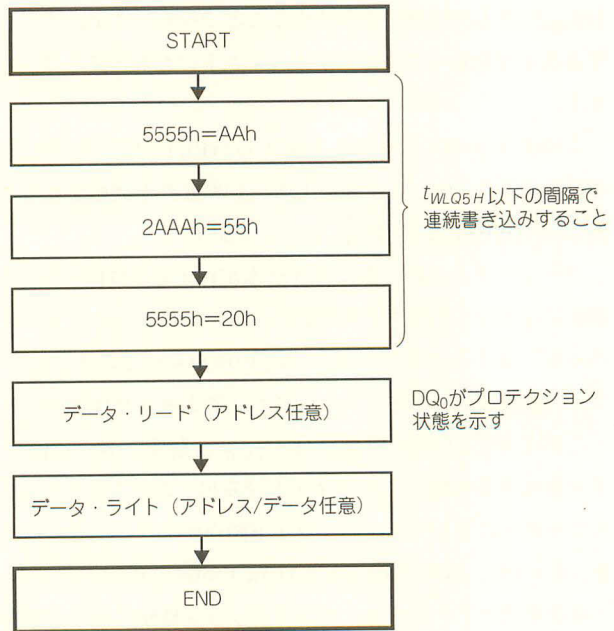 START
5555h=AAh
2AAAh=55h
5555h=20h
tWLQ5H以下の間隔で
連続書き込みすること
データ・リード（アドレス任意）
DQ0がプロテクション
状態を示す
データ・ライト（アドレス/データ任意）
END